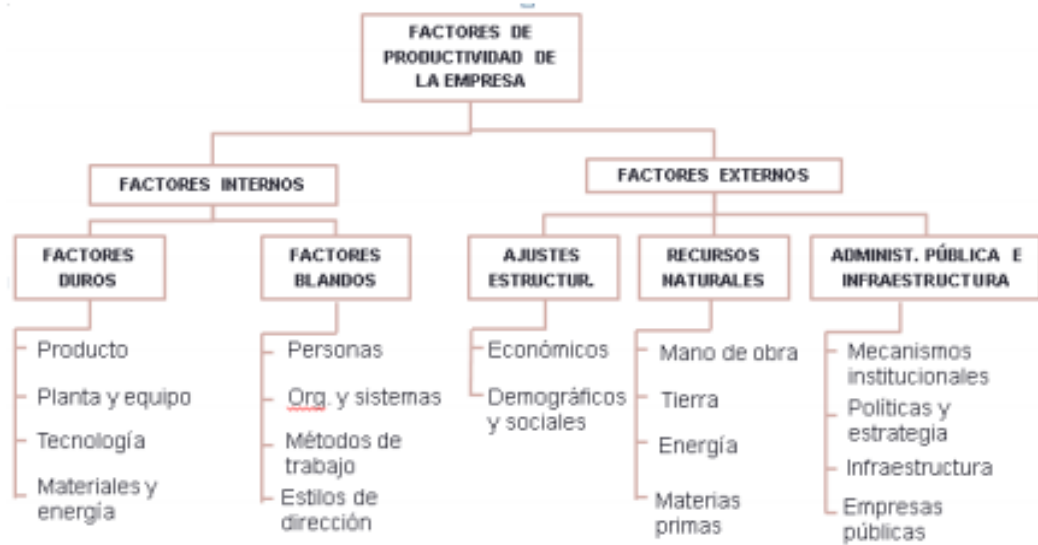 FACTORES DE
PRODUCTIVIDAD DE
LA EMPRESA
FACTORES INTERNOS
FACTORES EXTERNOS
FACTORES
DUROS
FACTORES
BLANDOS
AJUSTES
ESTRUCTUR.
RECURSOS
NATURALES
ADMINIST. PÚBLICA E
INFRAESTRUCTURA
Producto
Planta y equipo
Tecnología
Materiales y
energía
Personas
Org. y sistemas
Métodos de
trabajo
Estilos de
dirección
Económicos
Demográficos
y sociales
Mano de obra
Tierra
Energía
Materias
primas
Mecanismos
institucionales
Políticas y
estrategia
Infraestructura
Empresas
públicas